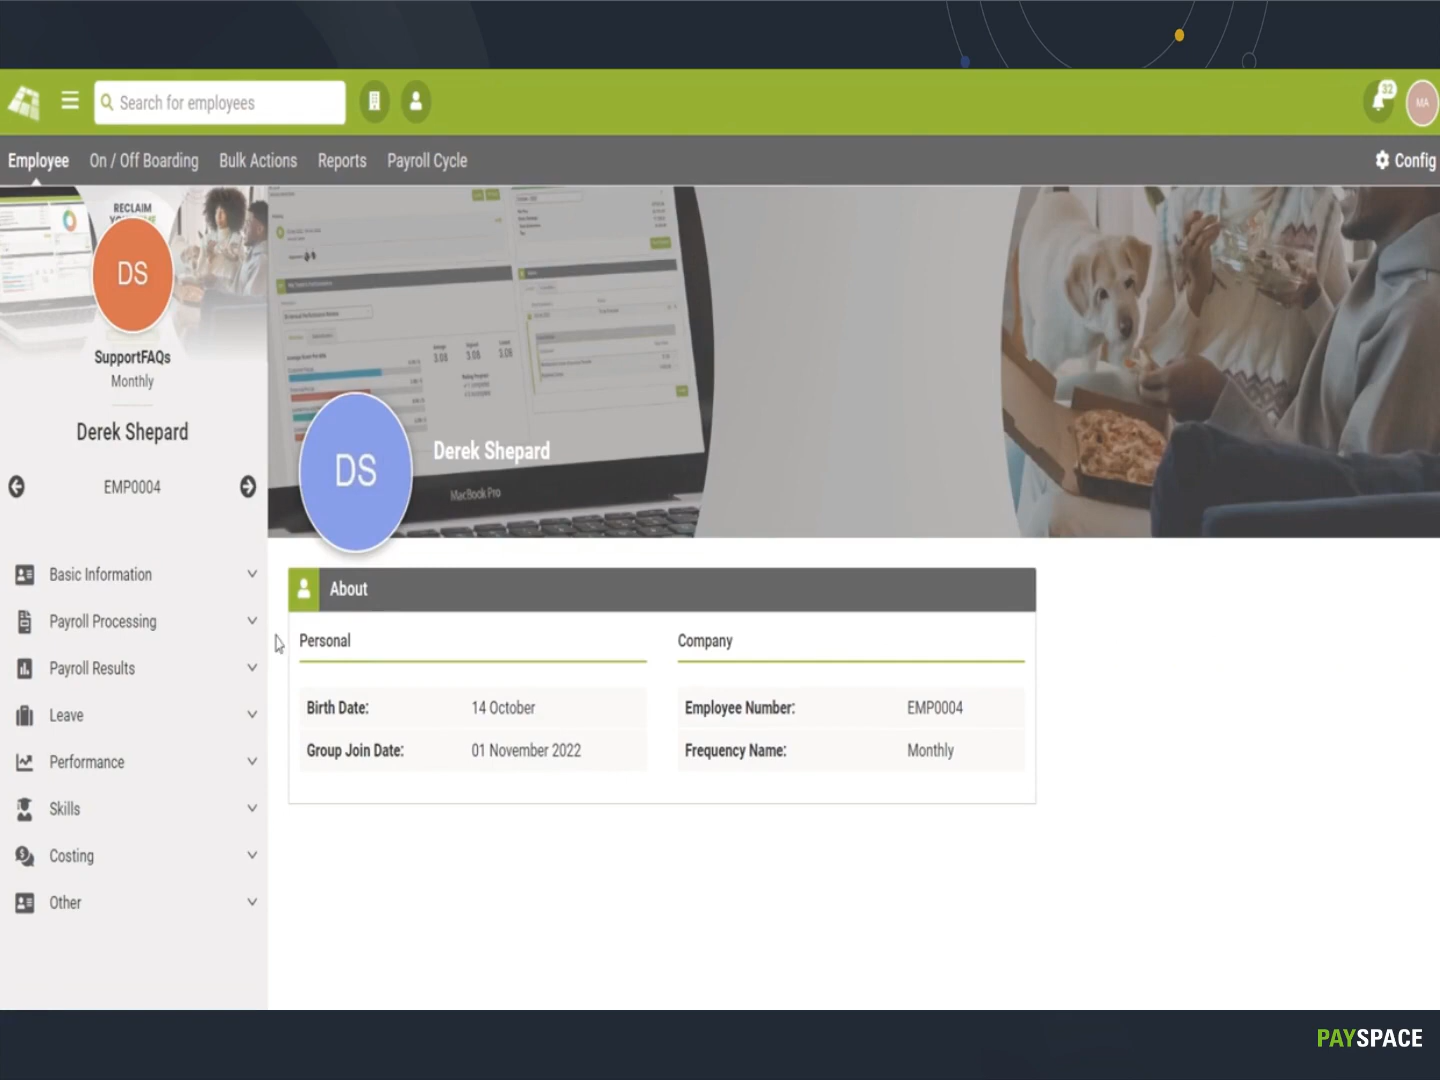 Search for employees
32
MA
Employee
On / Off Boarding
Bulk Actions
Reports
Payroll Cycle
Config
RECLAIM
DS
SupportFAQs
Monthly
Derek Shepard
EMP0004
Basic Information
Payroll Processing
Payroll Results
Leave
Performance
Skills
Costing
Other
DS
Derek Shepard
MacBook Pro
About
Personal
Company
Birth Date:
14 October
Employee Number:
EMP0004
Group Join Date:
01 November 2022
Frequency Name:
Monthly
PAYSPACE